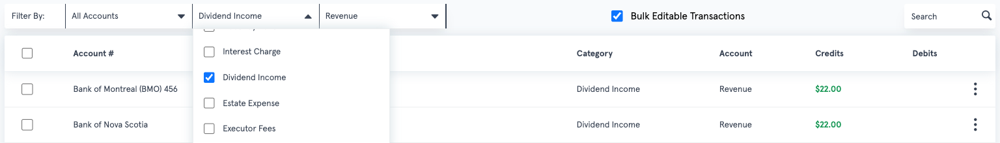 Filter By: All Accounts Dividend Income Revenue Bulk Editable Transactions Search
Interest Charge
Account # Category Account Credits Debits
Dividend Income
Bank of Montreal (BMO) 456 Dividend Income Revenue $22.00
Estate Expense
Bank of Nova Scotia Dividend Income Revenue $22.00
Executor Fees